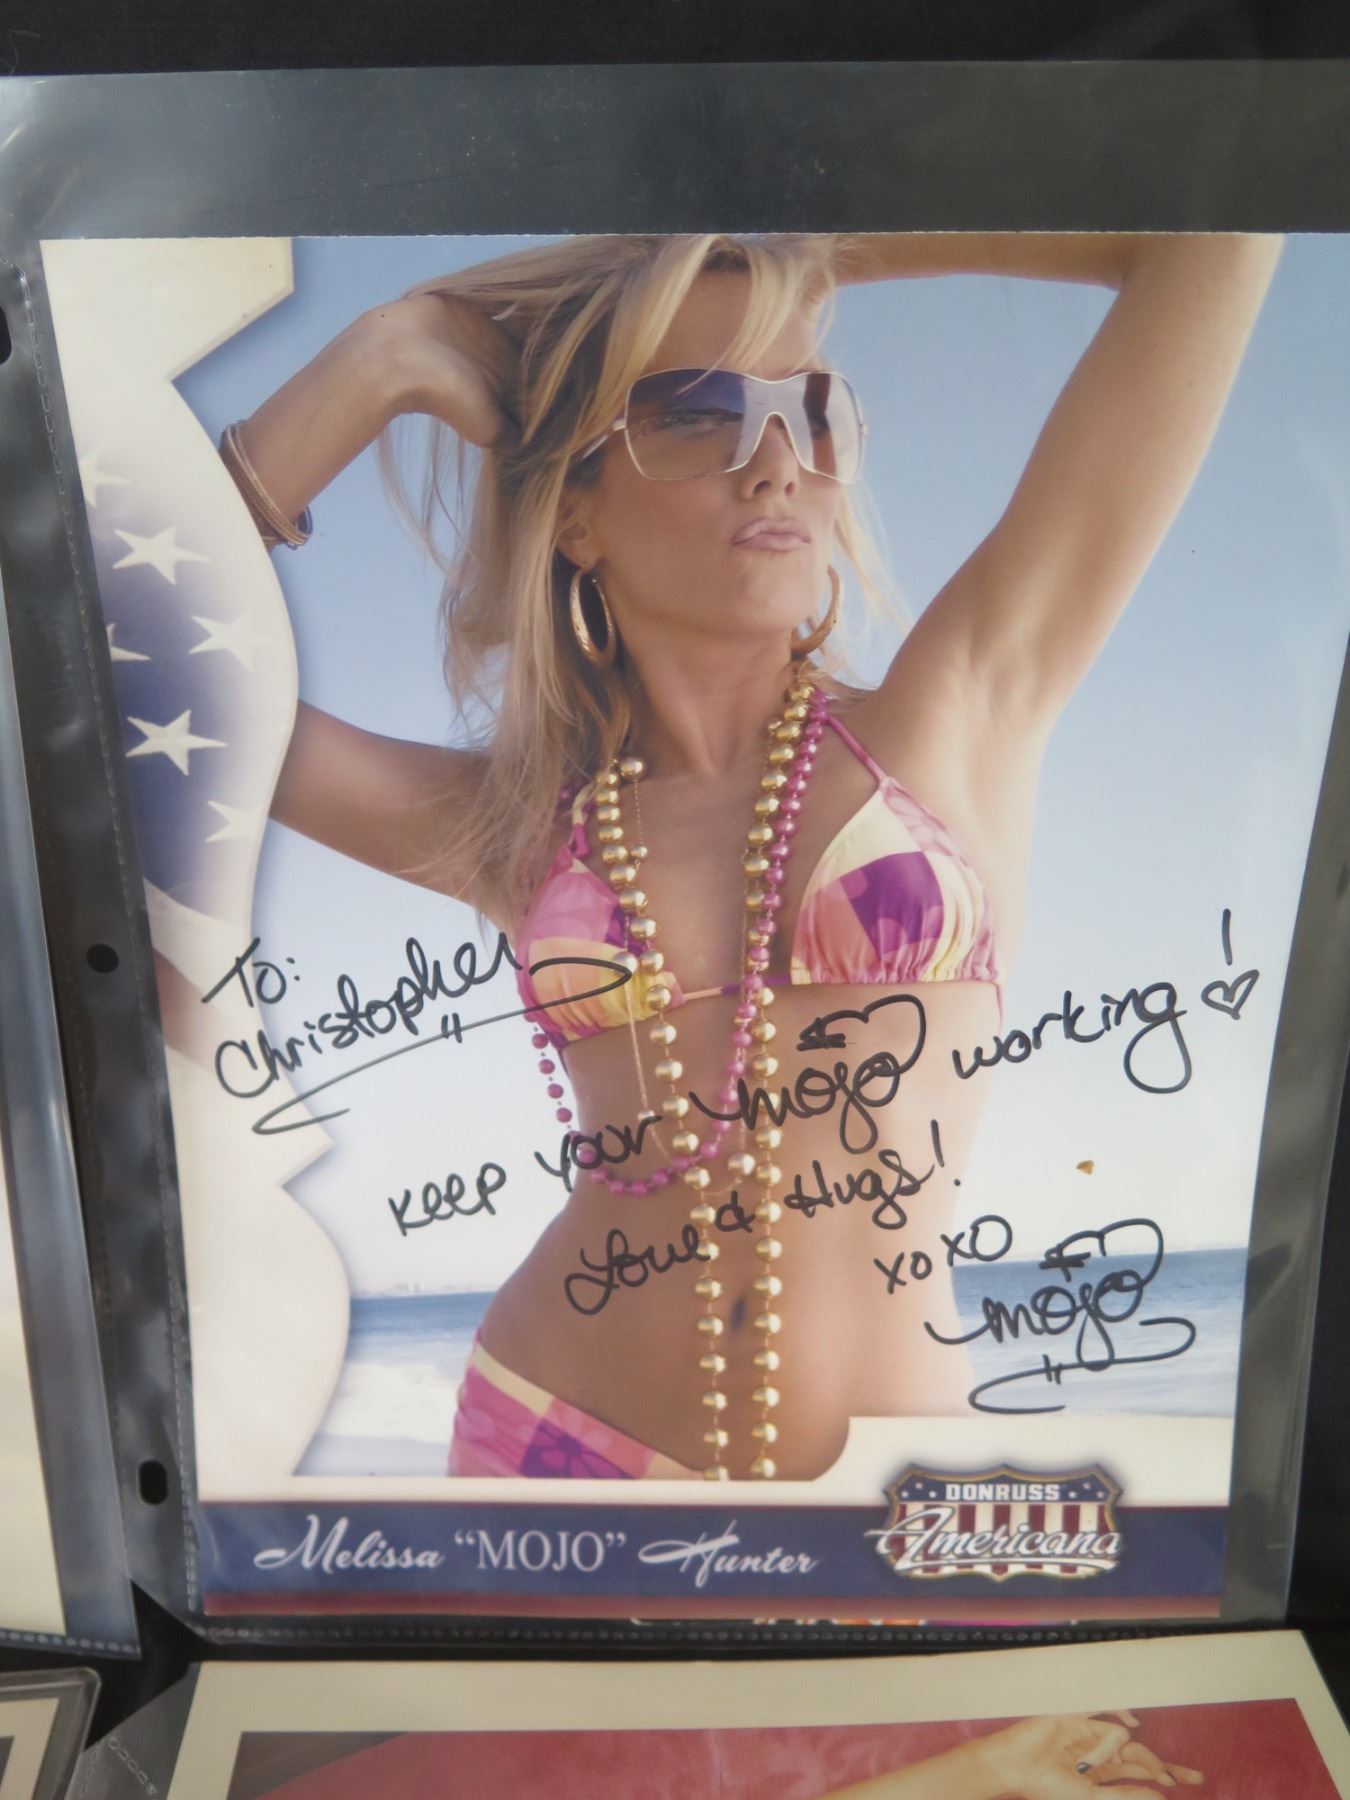 To:
Christopher
Keep your mojo working!
Love & Hugs!
xoxo
mojo
DONRUSS
Americana
Melissa "MOJO" Hunter